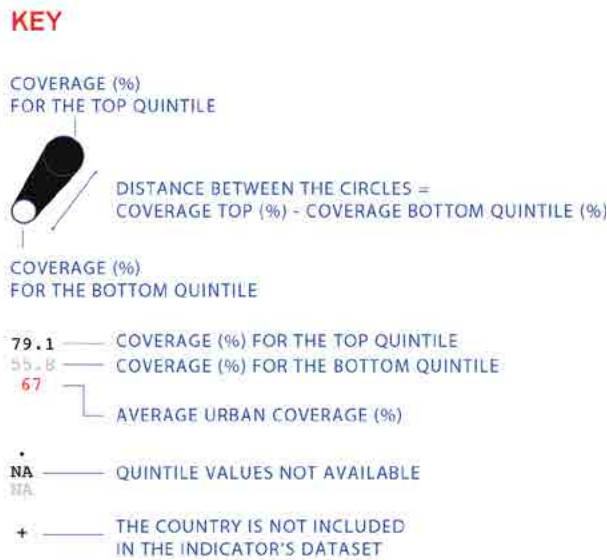 KEY
COVERAGE (%)
FOR THE TOP QUINTILE
DISTANCE BETWEEN THE CIRCLES =
COVERAGE TOP (%) - COVERAGE BOTTOM QUINTILE (%)
COVERAGE (%)
FOR THE BOTTOM QUINTILE
79.1 COVERAGE (%) FOR THE TOP QUINTILE
55.8 COVERAGE (%) FOR THE BOTTOM QUINTILE
67
AVERAGE URBAN COVERAGE (%)
NA QUINTILE VALUES NOT AVAILABLE
NA
+ THE COUNTRY IS NOT INCLUDED
IN THE INDICATOR'S DATASET